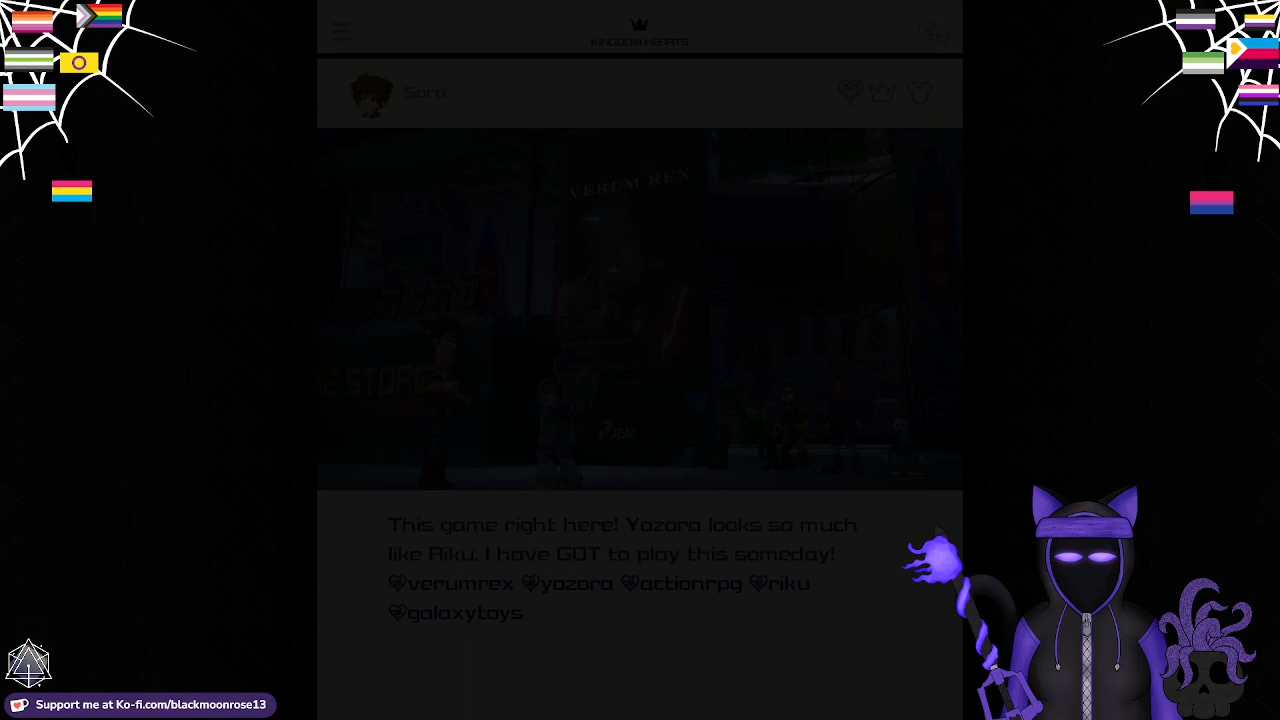 KINGDOM HEARTS
Sora
VERUM REX
This game right here! Yozora looks so much
like Riku. I have GOT to play this someday!
verumrex yozora actionrpg riku
galaxytoys
Support me at Ko-fi.com/blackmoonrose13